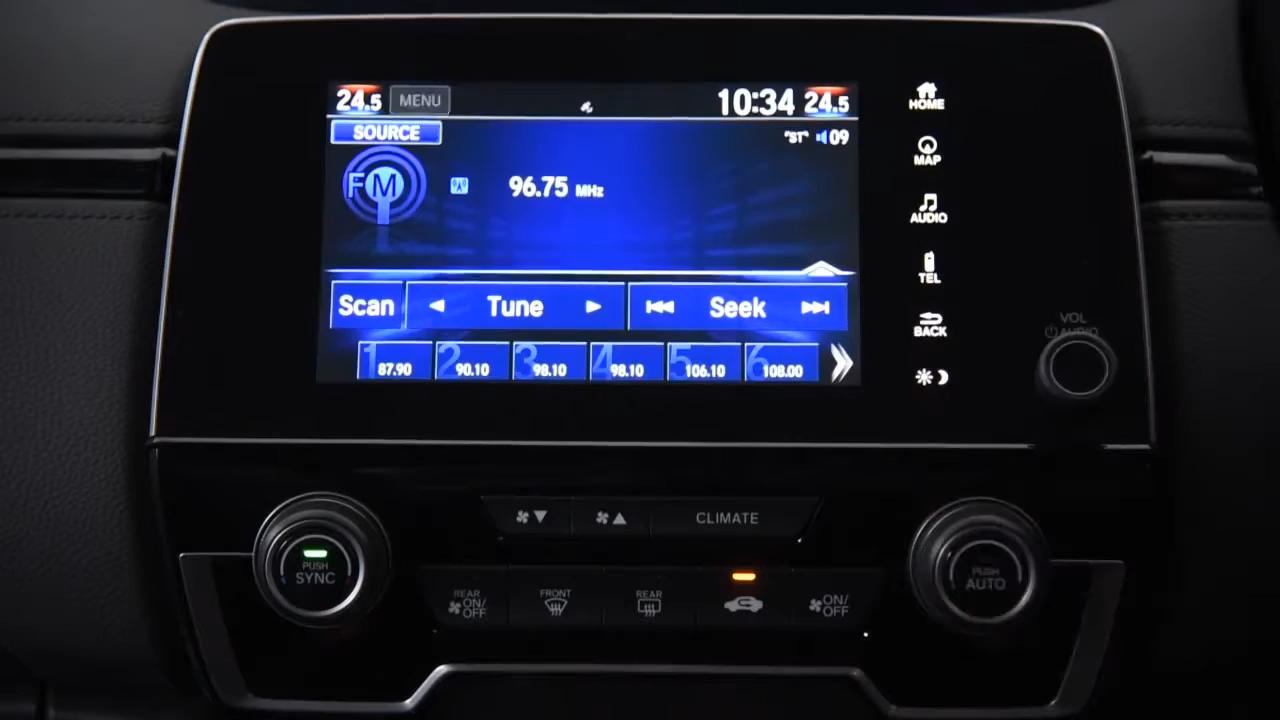 24.5 MENU 10:34 24.5
SOURCE "ST" 09
FM 96.75 MHz
Scan Tune Seek
1 87.90 2 90.10 3 98.10 4 98.10 5 106.10 6 108.00
HOME
MAP
AUDIO
TEL
BACK
VOL
AUDIO
CLIMATE
PUSH
SYNC
REAR
ON/
OFF
FRONT
REAR
ON/
OFF
PUSH
AUTO